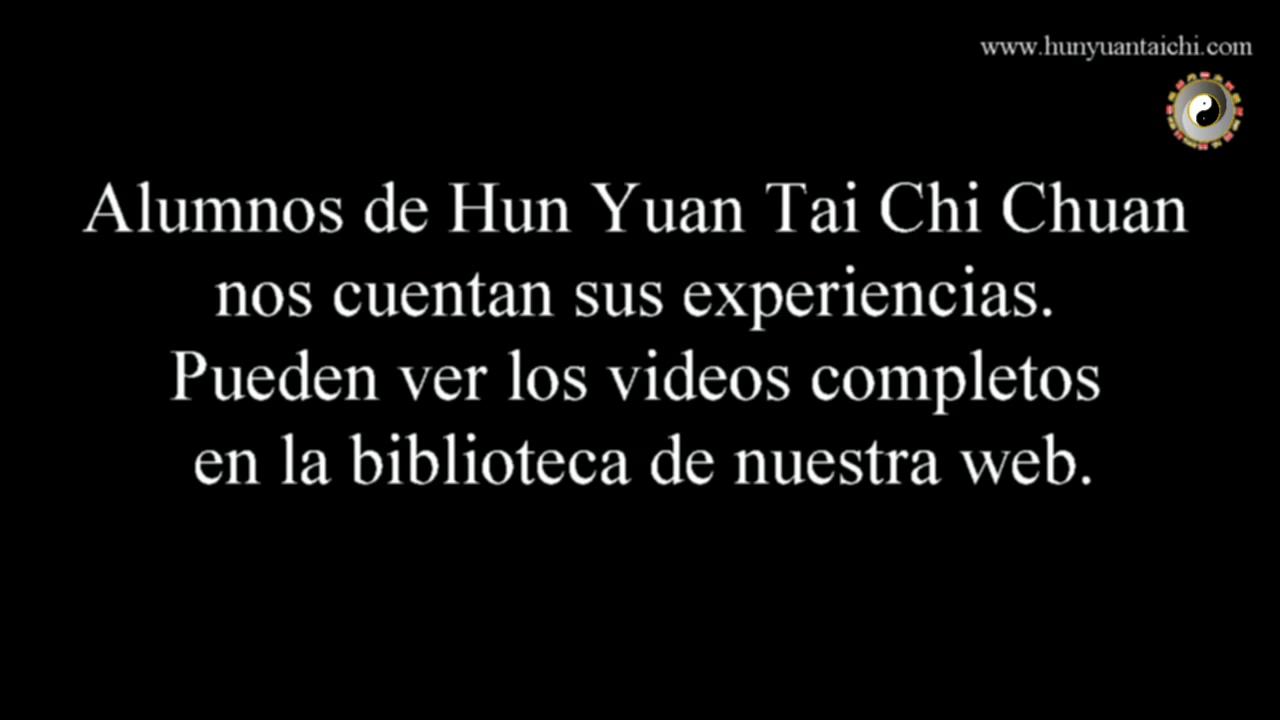 www.hunyuantaichi.com
Alumnos de Hun Yuan Tai Chi Chuan
nos cuentan sus experiencias.
Pueden ver los videos completos
en la biblioteca de nuestra web.